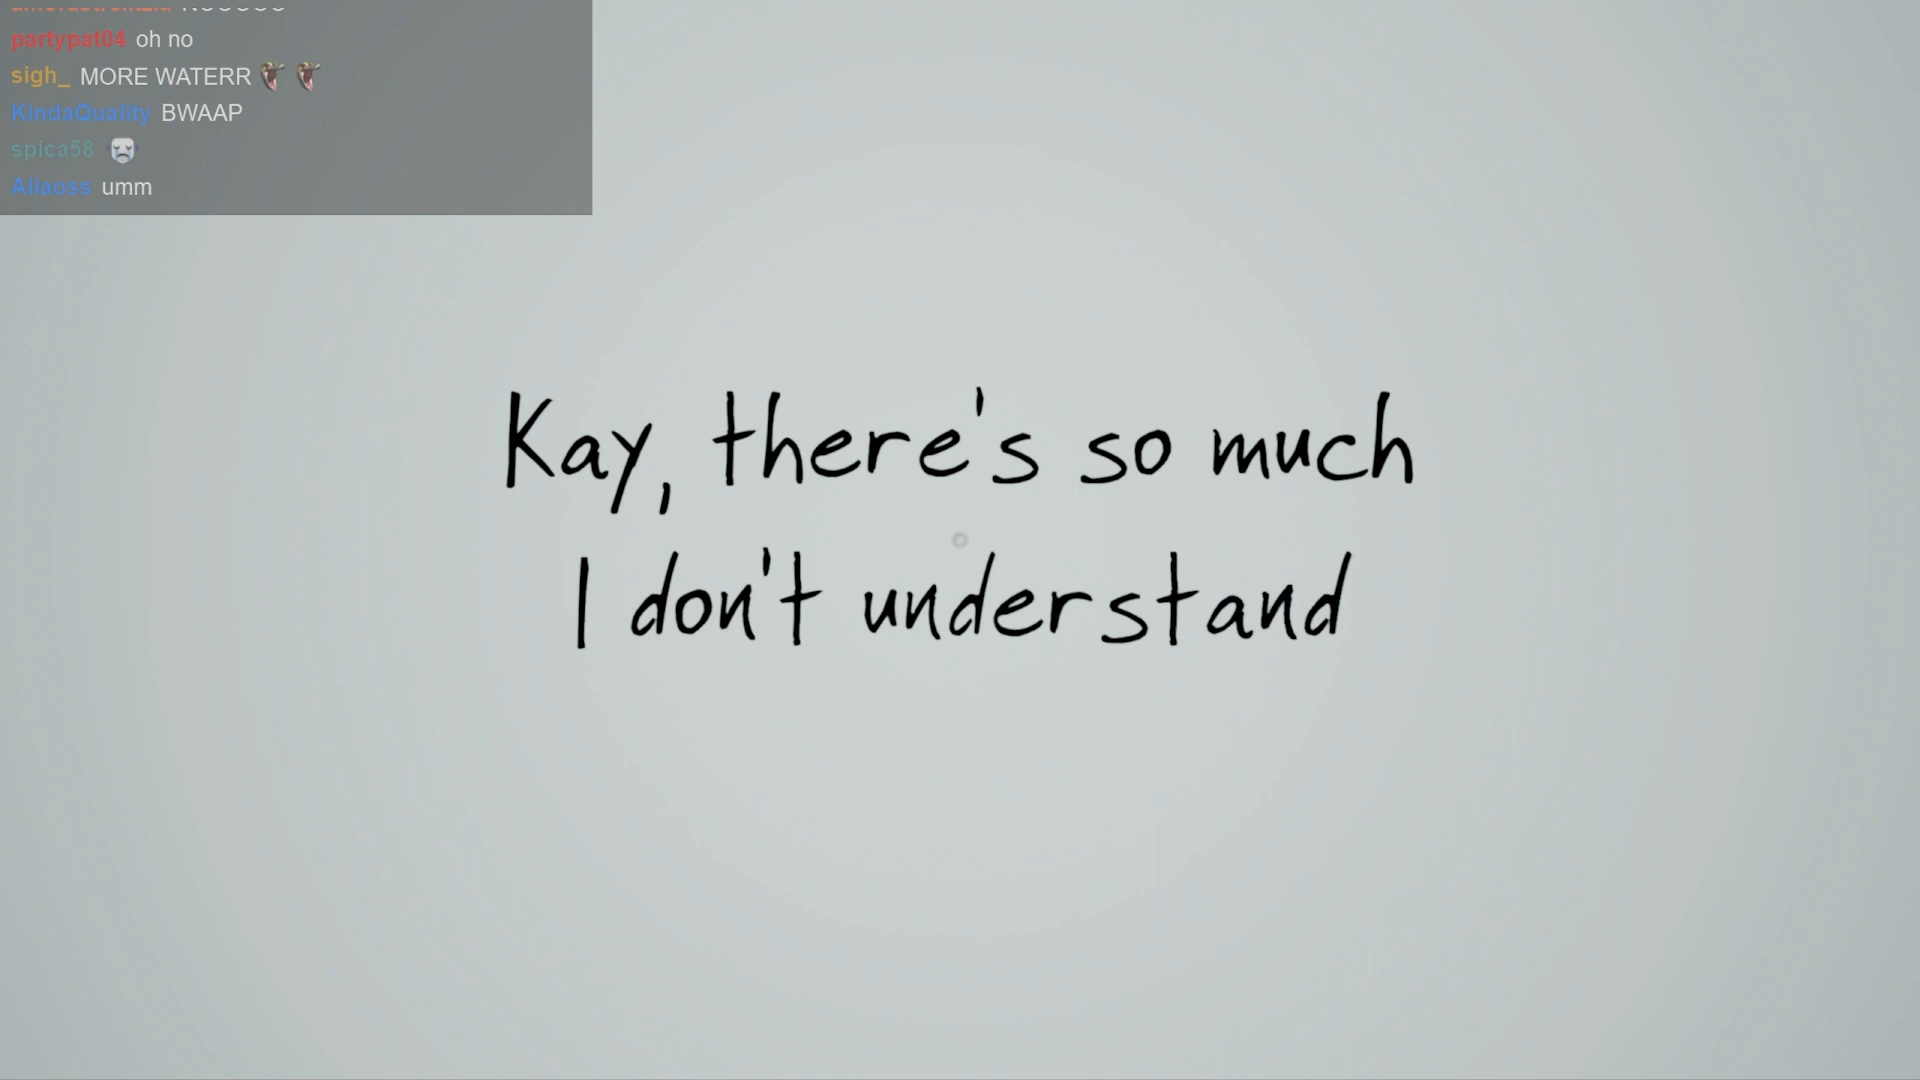 partypat04 oh no
sigh_ MORE WATERR
KindaQuality BWAAP
spica58
Aliaoss umm
Kay, there's so much
I don't understand